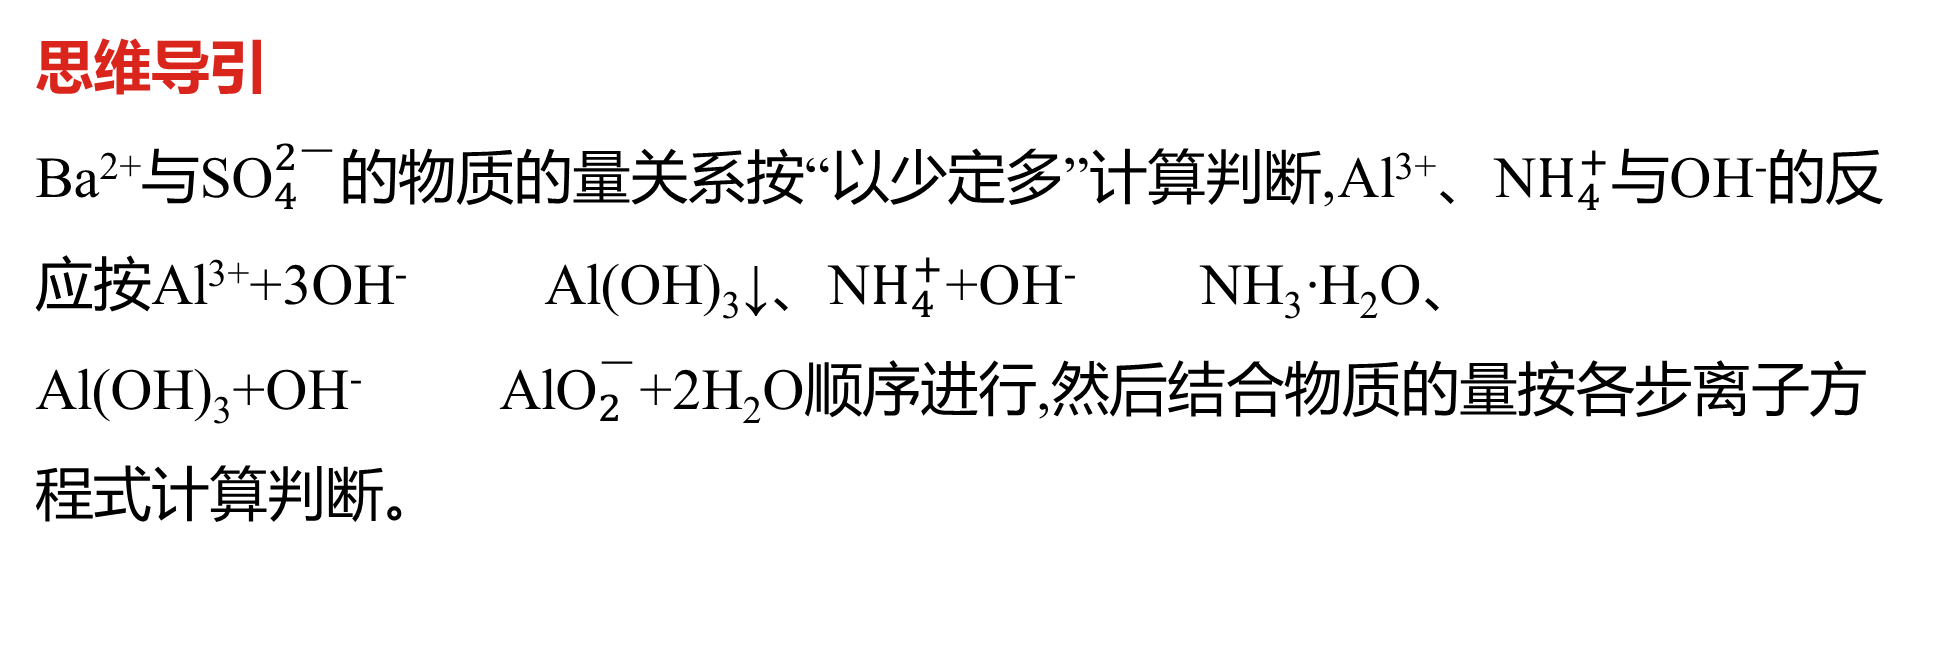 思维导引
Ba²⁺与SO₄²⁻的物质的量关系按“以少定多”计算判断,Al³⁺、NH₄⁺与OH⁻的反
应按Al³⁺+3OH⁻    Al(OH)₃↓、NH₄⁺+OH⁻    NH₃·H₂O、
Al(OH)₃+OH⁻    AlO₂⁻+2H₂O顺序进行,然后结合物质的量按各步离子方
程式计算判断。